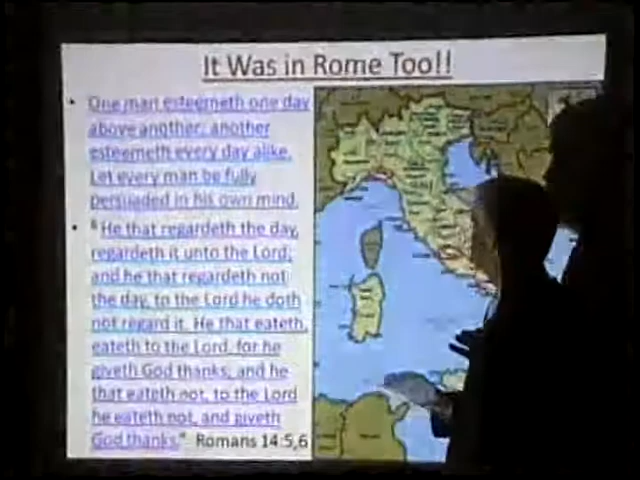 It Was in Rome Too!!
• One man esteemeth one day
above another: another
esteemeth every day alike.
Let every man be fully
persuaded in his own mind.
• 6 He that regardeth the day,
regardeth it unto the Lord;
and he that regardeth not
the day, to the Lord he doth
not regard it. He that eateth,
eateth to the Lord, for he
giveth God thanks; and he
that eateth not, to the Lord
he eateth not, and giveth
God thanks." Romans 14:5,6